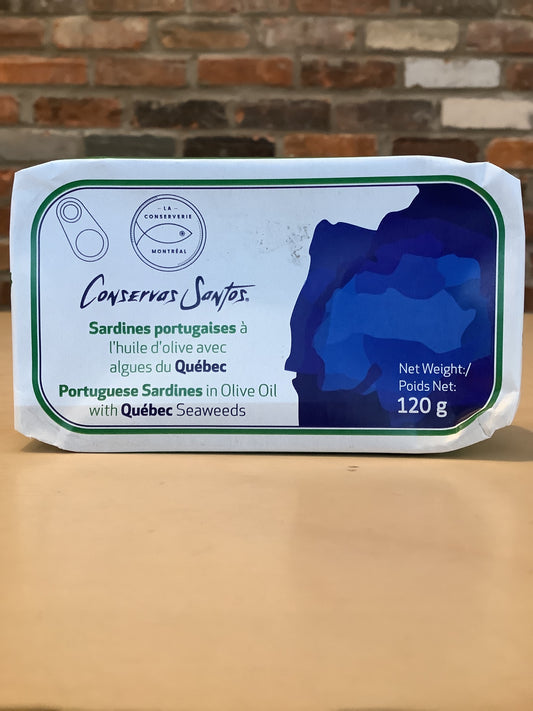 LA
CONSERVERIE
MONTRÉAL
Conservas Santos®
Sardines portugaises à
l'huile d'olive avec
algues du Québec
Portuguese Sardines in Olive Oil
with Québec Seaweeds
Net Weight:/
Poids Net:
120 g